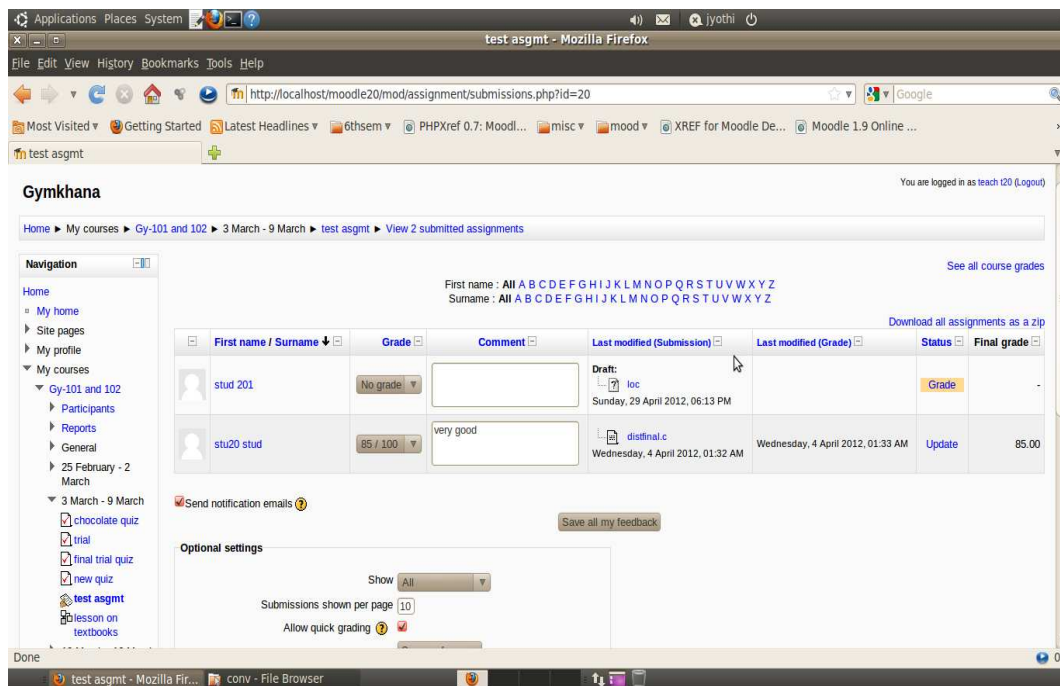 Applications Places System jyothi
test asgmt - Mozilla Firefox
File Edit View History Bookmarks Tools Help
http://localhost/moodle20/mod/assignment/submissions.php?id=20 Google
Most Visited Getting Started Latest Headlines 6thsem PHPXref 0.7: Moodl... misc mood XREF for Moodle De... Moodle 1.9 Online ...
test asgmt
Gymkhana
You are logged in as teach t20 (Logout)
Home ► My courses ► Gy-101 and 102 ► 3 March - 9 March ► test asgmt ► View 2 submitted assignments
Navigation
Home
My home
Site pages
My profile
My courses
Gy-101 and 102
Participants
Reports
General
25 February - 2
March
3 March - 9 March
chocolate quiz
trial
final trial quiz
new quiz
test asgmt
lesson on
textbooks
See all course grades
First name : All A B C D E F G H I J K L M N O P Q R S T U V W X Y Z
Surname : All A B C D E F G H I J K L M N O P Q R S T U V W X Y Z
Download all assignments as a zip
First name / Surname Grade Comment Last modified (Submission) Last modified (Grade) Status Final grade
stud 201 No grade Draft: Grade -
loc
Sunday, 29 April 2012, 06:13 PM
stu20 stud 85 / 100 very good distfinal.c Wednesday, 4 April 2012, 01:33 AM Update 85.00
Wednesday, 4 April 2012, 01:32 AM
Send notification emails
Save all my feedback
Optional settings
Show All
Submissions shown per page 10
Allow quick grading
Done 0
test asgmt - Mozilla Fir... conv - File Browser